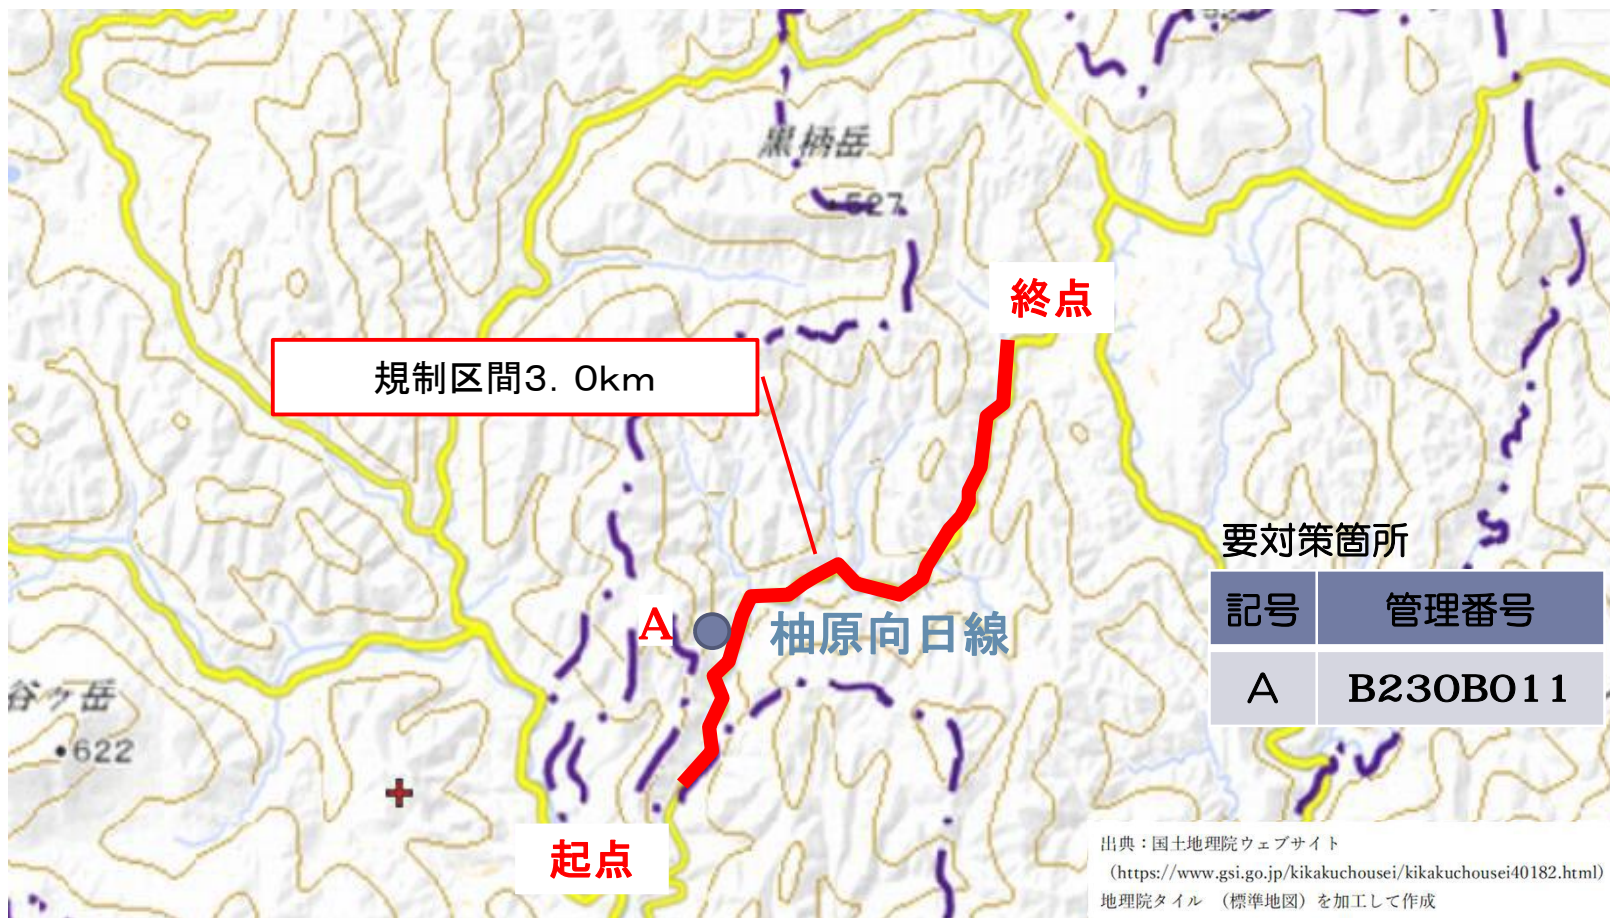 黒柄岳
527
終点
規制区間3．0km
要対策箇所
記号 管理番号
A B230B011
A
柚原向日線
谷ヶ岳
622
起点
出典：国土地理院ウェブサイト
（https://www.gsi.go.jp/kikakuchousei/kikakuchousei40182.html）
地理院タイル （標準地図）を加工して作成